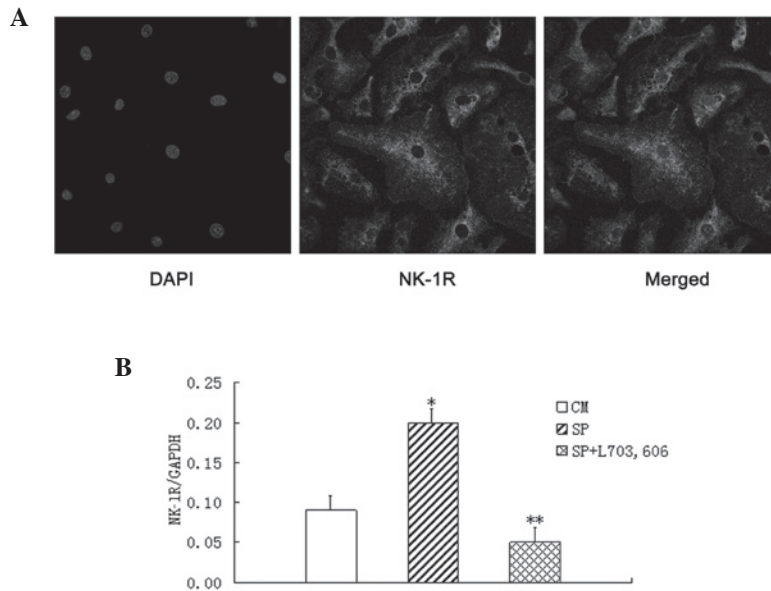 A
DAPI
NK-1R
Merged
B
NK-1R/GAPDH
0.25
0.20
0.15
0.10
0.05
0.00
*
**
CM
SP
SP+L703, 606